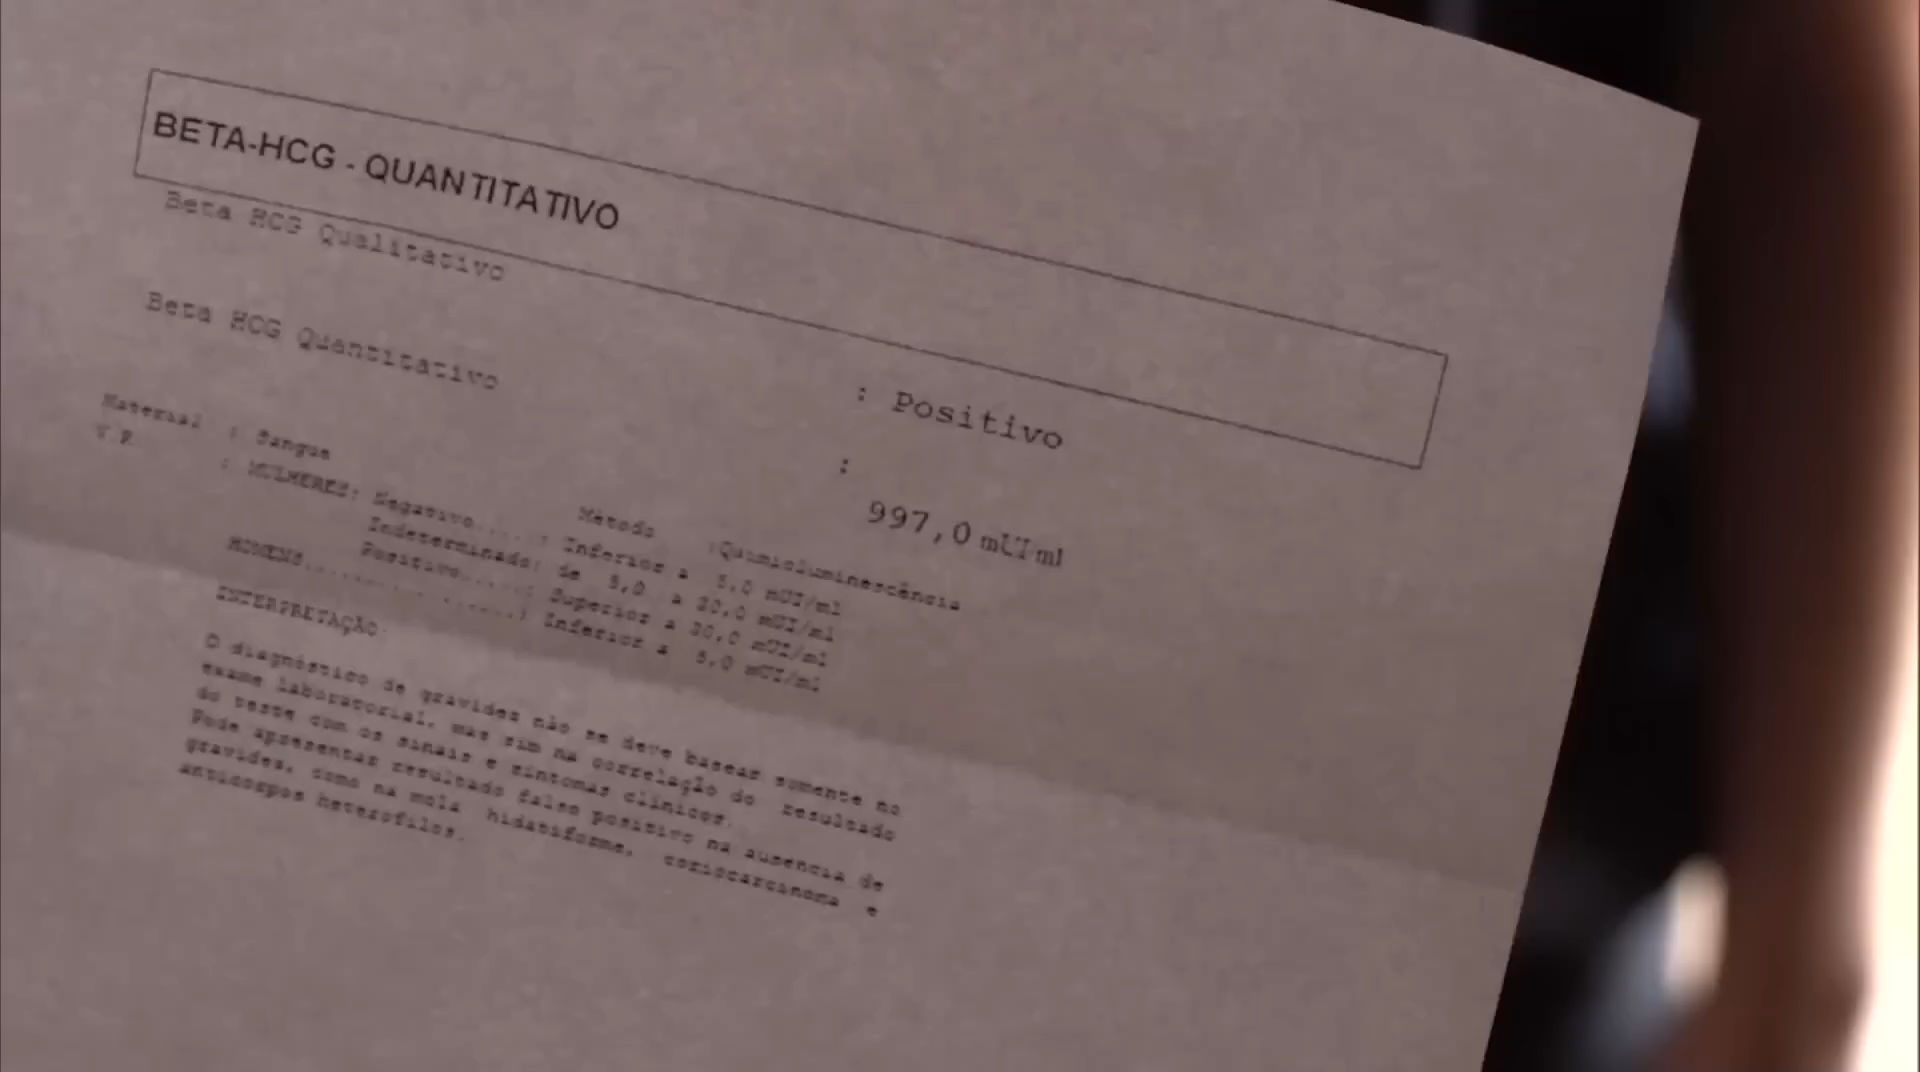 BETA-HCG - QUANTITATIVO
Beta HCG Qualitativo : Positivo
Beta HCG Quantitativo :
997,0 mUI/ml
Material : Sangue Método :Quimioluminescência
V.R. : MULHERES: Negativo.....: Inferior a 5,0 mUI/ml
Indeterminado: de 5,0 a 20,0 mUI/ml
Positivo.....: Superior a 20,0 mUI/ml
HOMENS....................: Inferior a 5,0 mUI/ml
INTERPRETAÇÃO:
O diagnóstico de gravidez não se deve basear somente no
exame laboratorial, mas sim na correlação do resultado
do teste com os sinais e sintomas clínicos.
Pode apresentar resultado falso positivo na ausência de
gravidez, como na mola hidatiforme, coriocarcinoma e
anticorpos heterofilos.